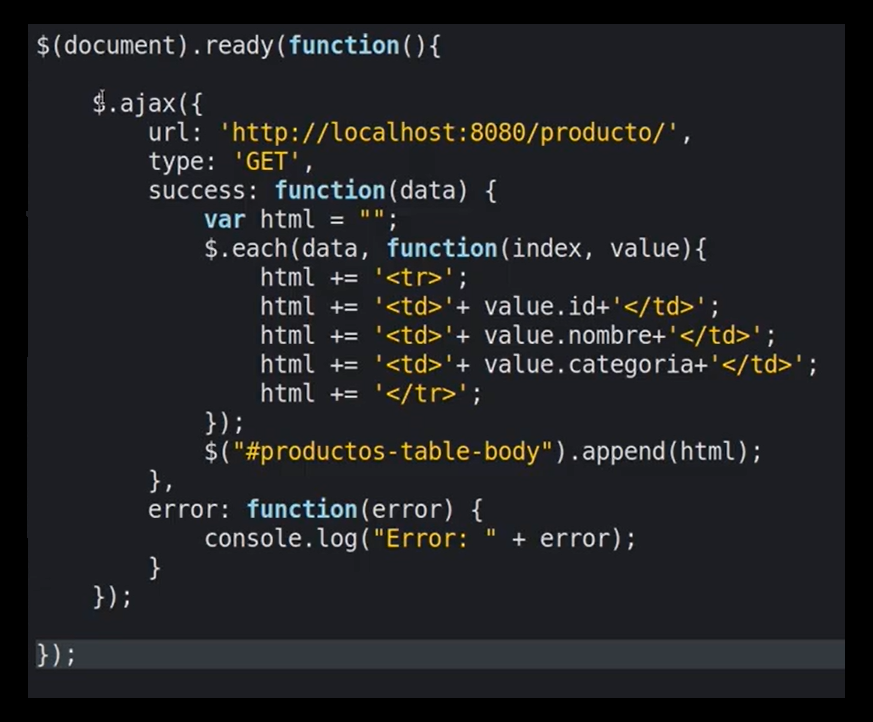 $(document).ready(function(){
$.ajax({
url: 'http://localhost:8080/producto/',
type: 'GET',
success: function(data) {
var html = "";
$.each(data, function(index, value){
html += '<tr>';
html += '<td>'+ value.id+'</td>';
html += '<td>'+ value.nombre+'</td>';
html += '<td>'+ value.categoria+'</td>';
html += '</tr>';
});
$("#productos-table-body").append(html);
},
error: function(error) {
console.log("Error: " + error);
}
});
});